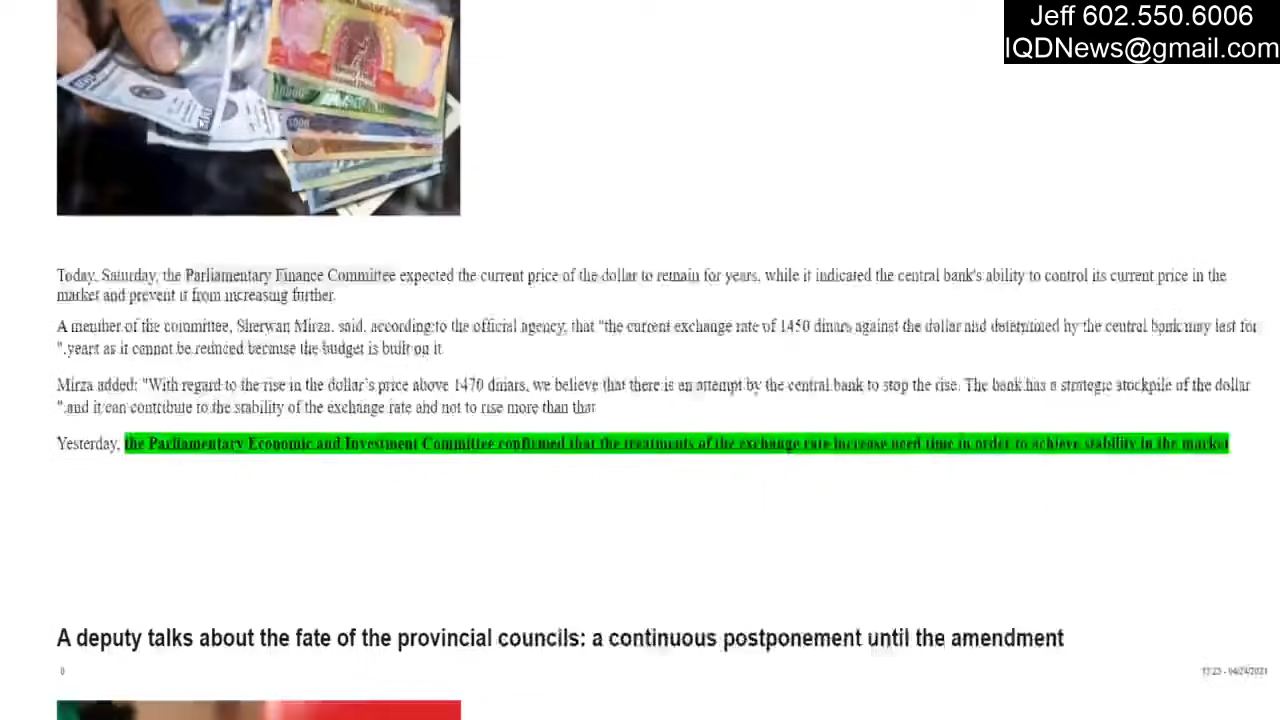 Jeff 602.550.6006
IQDNews@gmail.com
Today, Saturday, the Parliamentary Finance Committee expected the current price of the dollar to remain for years, while it indicated the central bank's ability to control its current price in the
market and prevent it from increasing further.
A member of the committee, Sherwan Mirza, said, according to the official agency, that "the current exchange rate of 1450 dinars against the dollar and determined by the central bank may last for
".years as it cannot be reduced because the budget is built on it
Mirza added: "With regard to the rise in the dollar's price above 1470 dinars, we believe that there is an attempt by the central bank to stop the rise. The bank has a strategic stockpile of the dollar
".and it can contribute to the stability of the exchange rate and not to rise more than that
Yesterday, the Parliamentary Economic and Investment Committee confirmed that the treatments of the exchange rate increase need time in order to achieve stability in the market
A deputy talks about the fate of the provincial councils: a continuous postponement until the amendment
0
- 04/24/2021